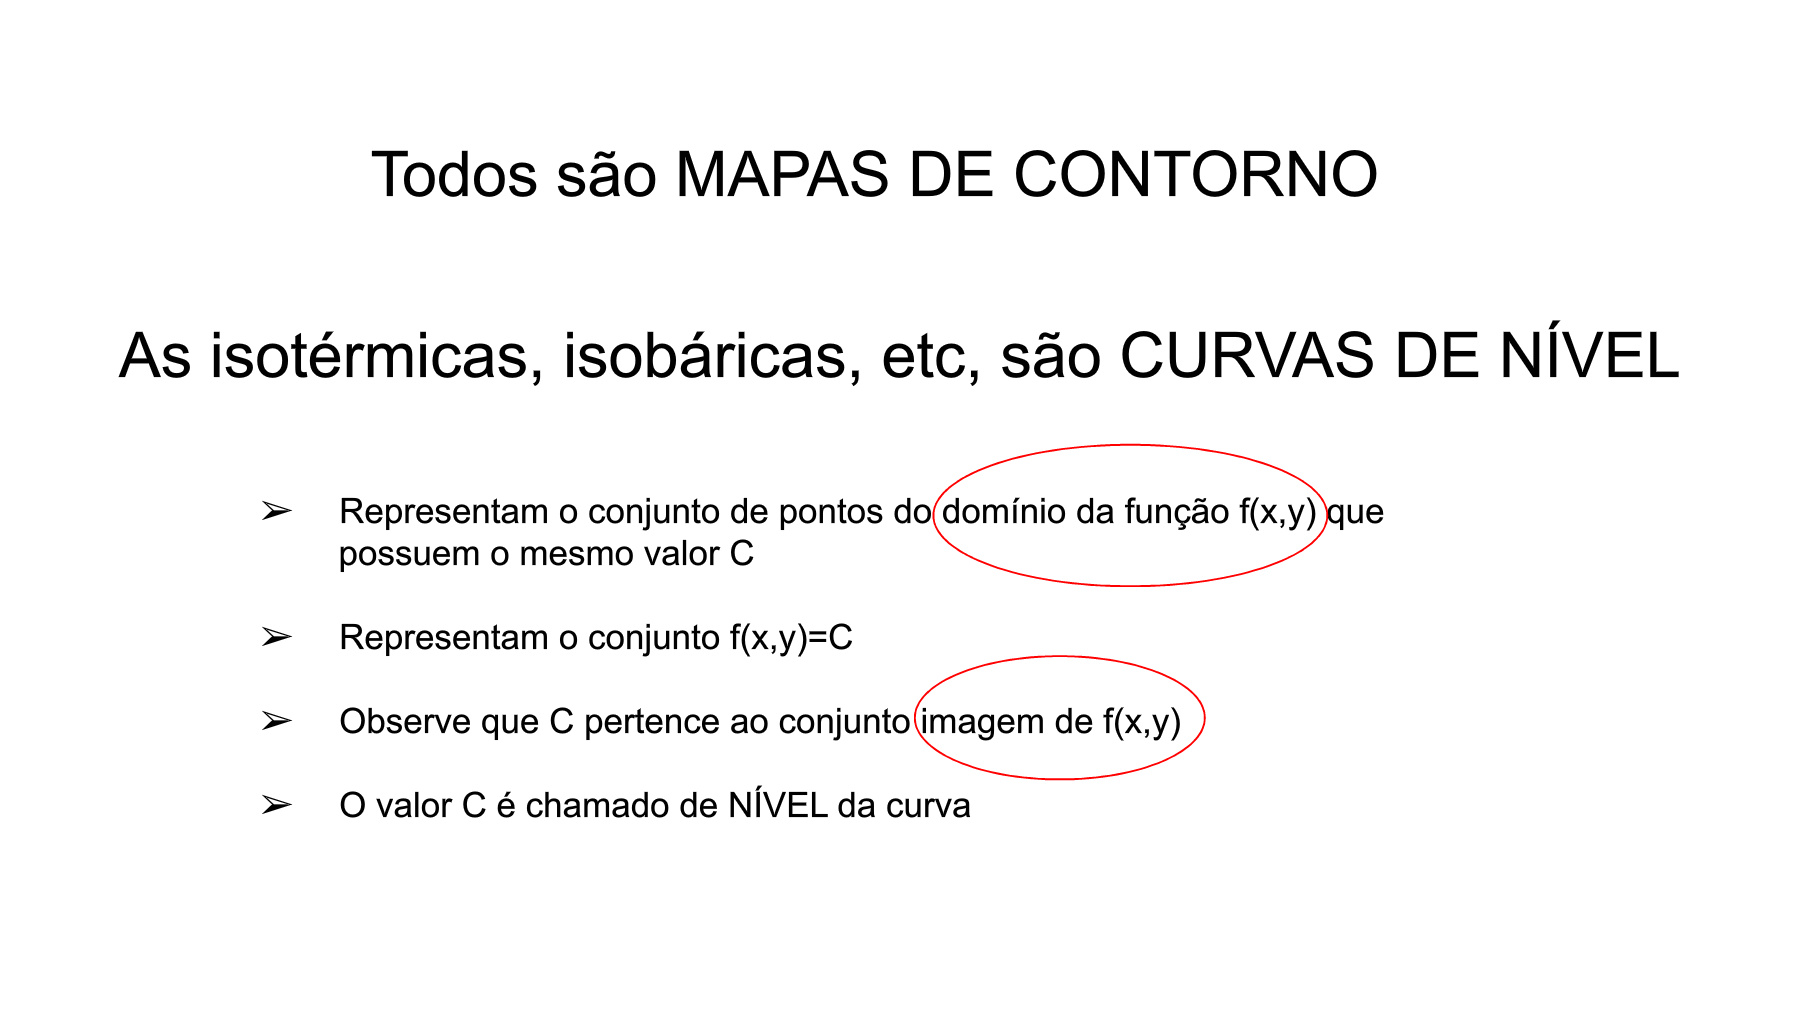 Todos são MAPAS DE CONTORNO
As isotérmicas, isobáricas, etc, são CURVAS DE NÍVEL
➢ Representam o conjunto de pontos do domínio da função f(x,y) que
possuem o mesmo valor C
➢ Representam o conjunto f(x,y)=C
➢ Observe que C pertence ao conjunto imagem de f(x,y)
➢ O valor C é chamado de NÍVEL da curva